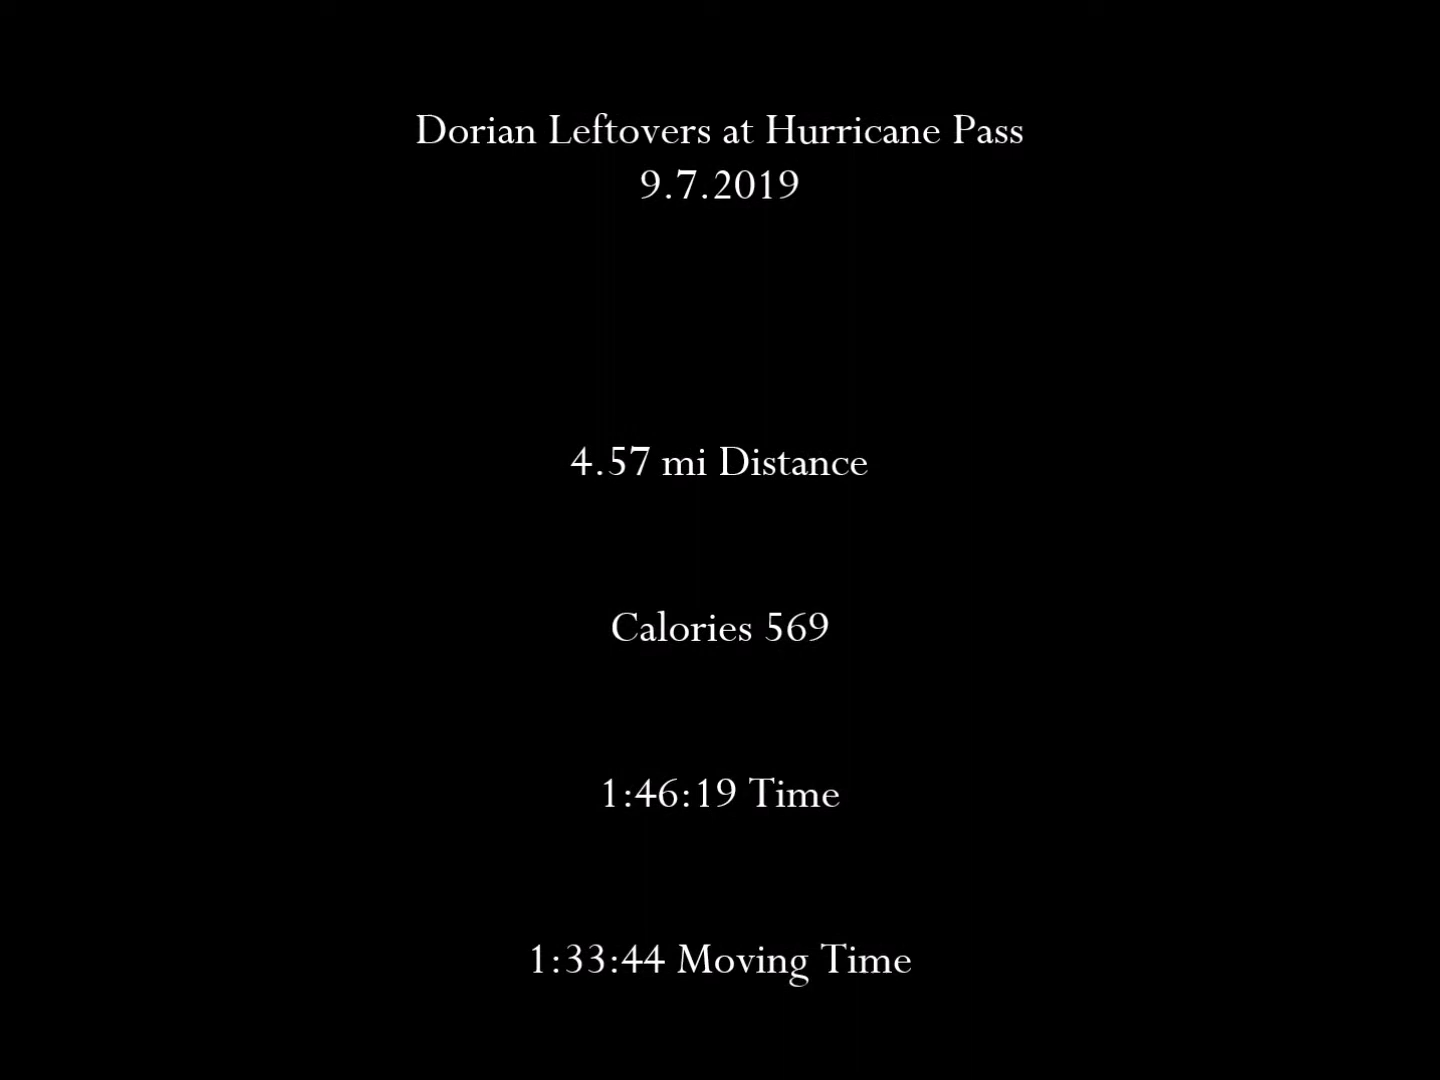 Dorian Leftovers at Hurricane Pass
9.7.2019
4.57 mi Distance
Calories 569
1:46:19 Time
1:33:44 Moving Time